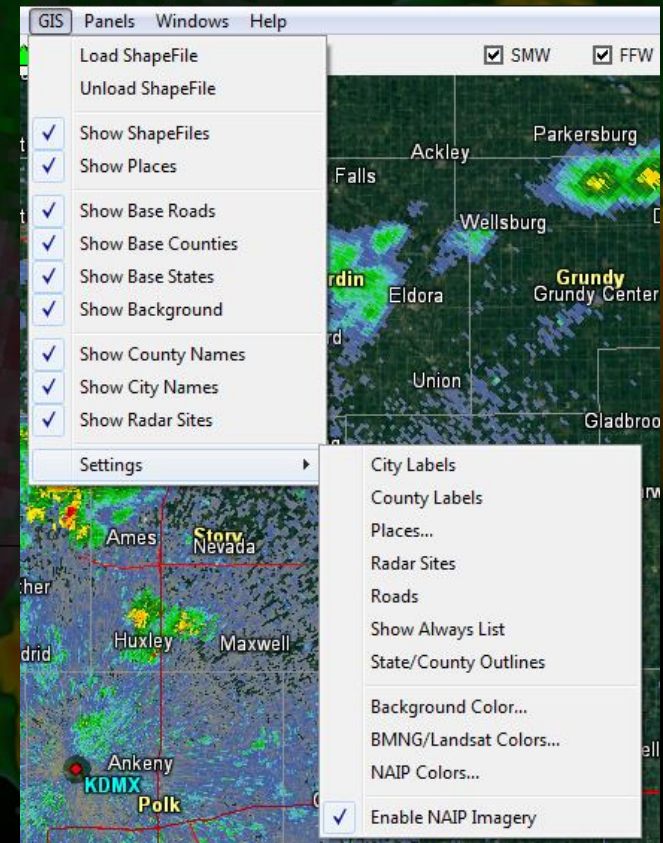 GIS Panels Windows Help
Load ShapeFile
Unload ShapeFile
Show ShapeFiles
Show Places
Show Base Roads
Show Base Counties
Show Base States
Show Background
Show County Names
Show City Names
Show Radar Sites
Settings
SMW FFW
Parkersburg
Ackley
Falls
Wellsburg
rdin
Grundy
Eldora
Grundy Center
Union
Gladbroo
City Labels
County Labels
Places...
Radar Sites
Roads
Show Always List
State/County Outlines
Background Color...
BMNG/Landsat Colors...
NAIP Colors...
Enable NAIP Imagery
Ames
Story
Nevada
ther
Huxley
Maxwell
drid
Ankeny
KDMX
Polk